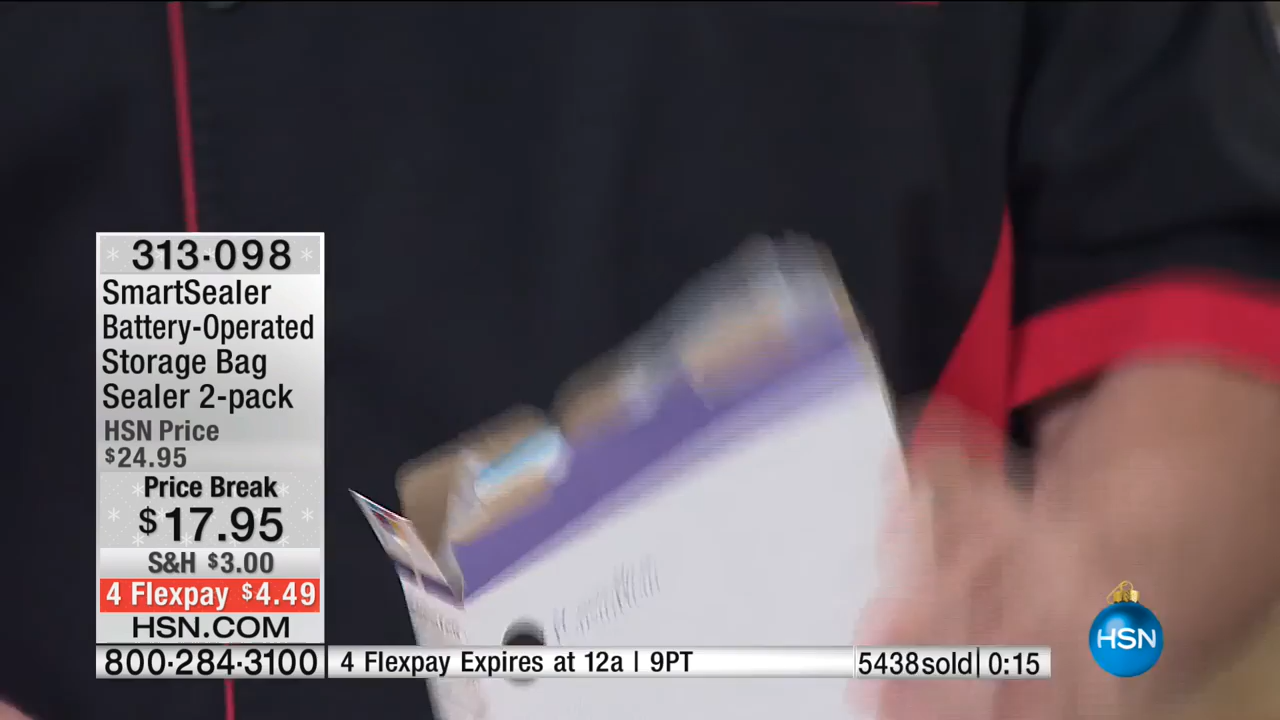 313·098
SmartSealer
Battery-Operated
Storage Bag
Sealer 2-pack
HSN Price
$24.95
Price Break
$17.95
S&H $3.00
4 Flexpay $4.49
HSN.COM
800·284·3100
4 Flexpay Expires at 12a | 9PT
5438sold | 0:15
HSN